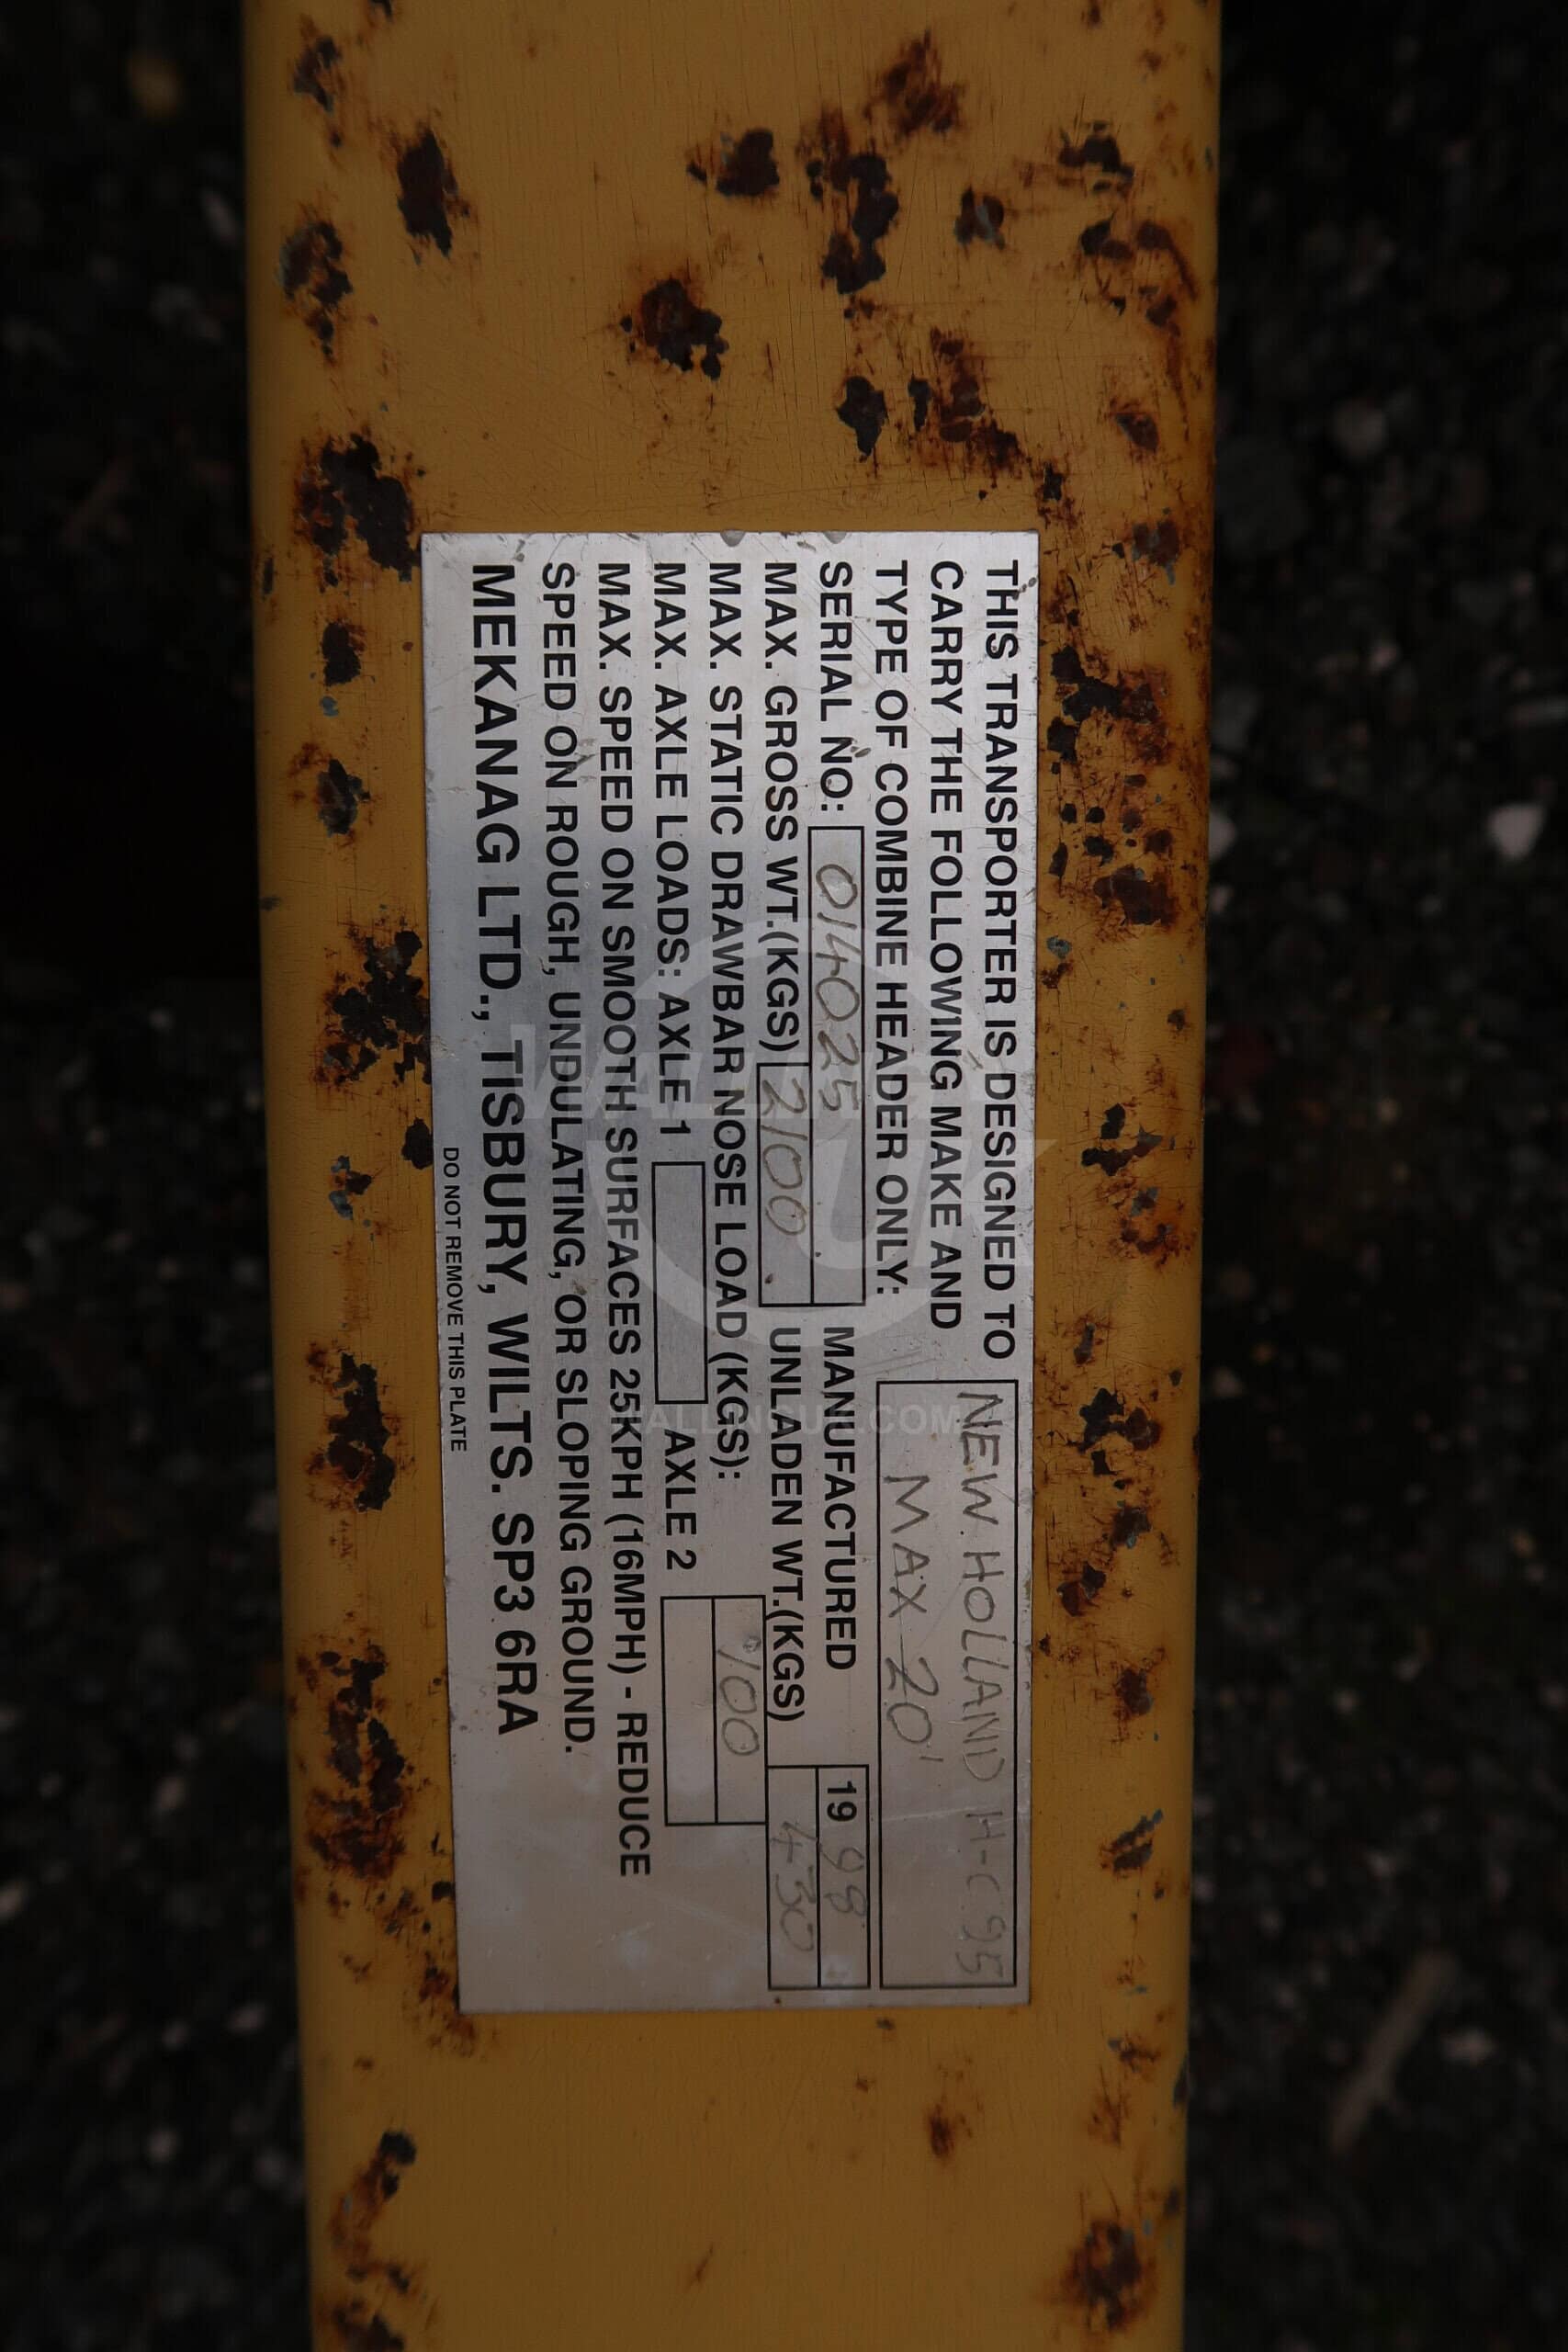 THIS TRANSPORTER IS DESIGNED TO
CARRY THE FOLLOWING MAKE AND
TYPE OF COMBINE HEADER ONLY:
NEW HOLLAND H-C 95
MAX 20'
SERIAL NO: 014025 MANUFACTURED 1998
MAX. GROSS WT.(KGS) 2100 UNLADEN WT.(KGS) 430
MAX. STATIC DRAWBAR NOSE LOAD (KGS): 100
MAX. AXLE LOADS: AXLE 1 AXLE 2
MAX. SPEED ON SMOOTH SURFACES 25KPH (16MPH) - REDUCE
SPEED ON ROUGH, UNDULATING, OR SLOPING GROUND.
MEKANAG LTD., TISBURY, WILTS. SP3 6RA
DO NOT REMOVE THIS PLATE